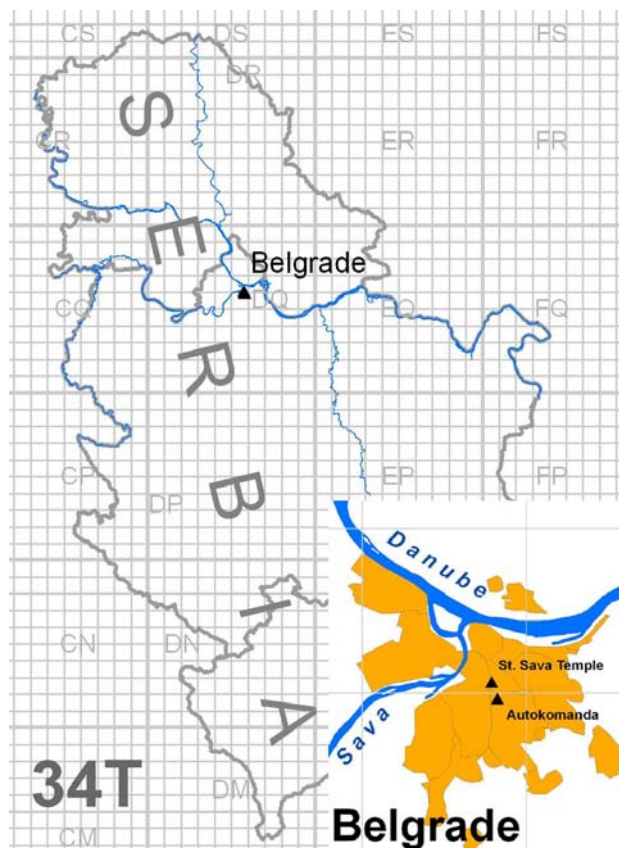 CS DS ES FS
DR
CR ER FR
SERBIA
Belgrade
CQ DQ EQ FQ
CP DP EP FP
CN DN
DM
CM
34T
Danube
Sava
St. Sava Temple
Autokomanda
Belgrade